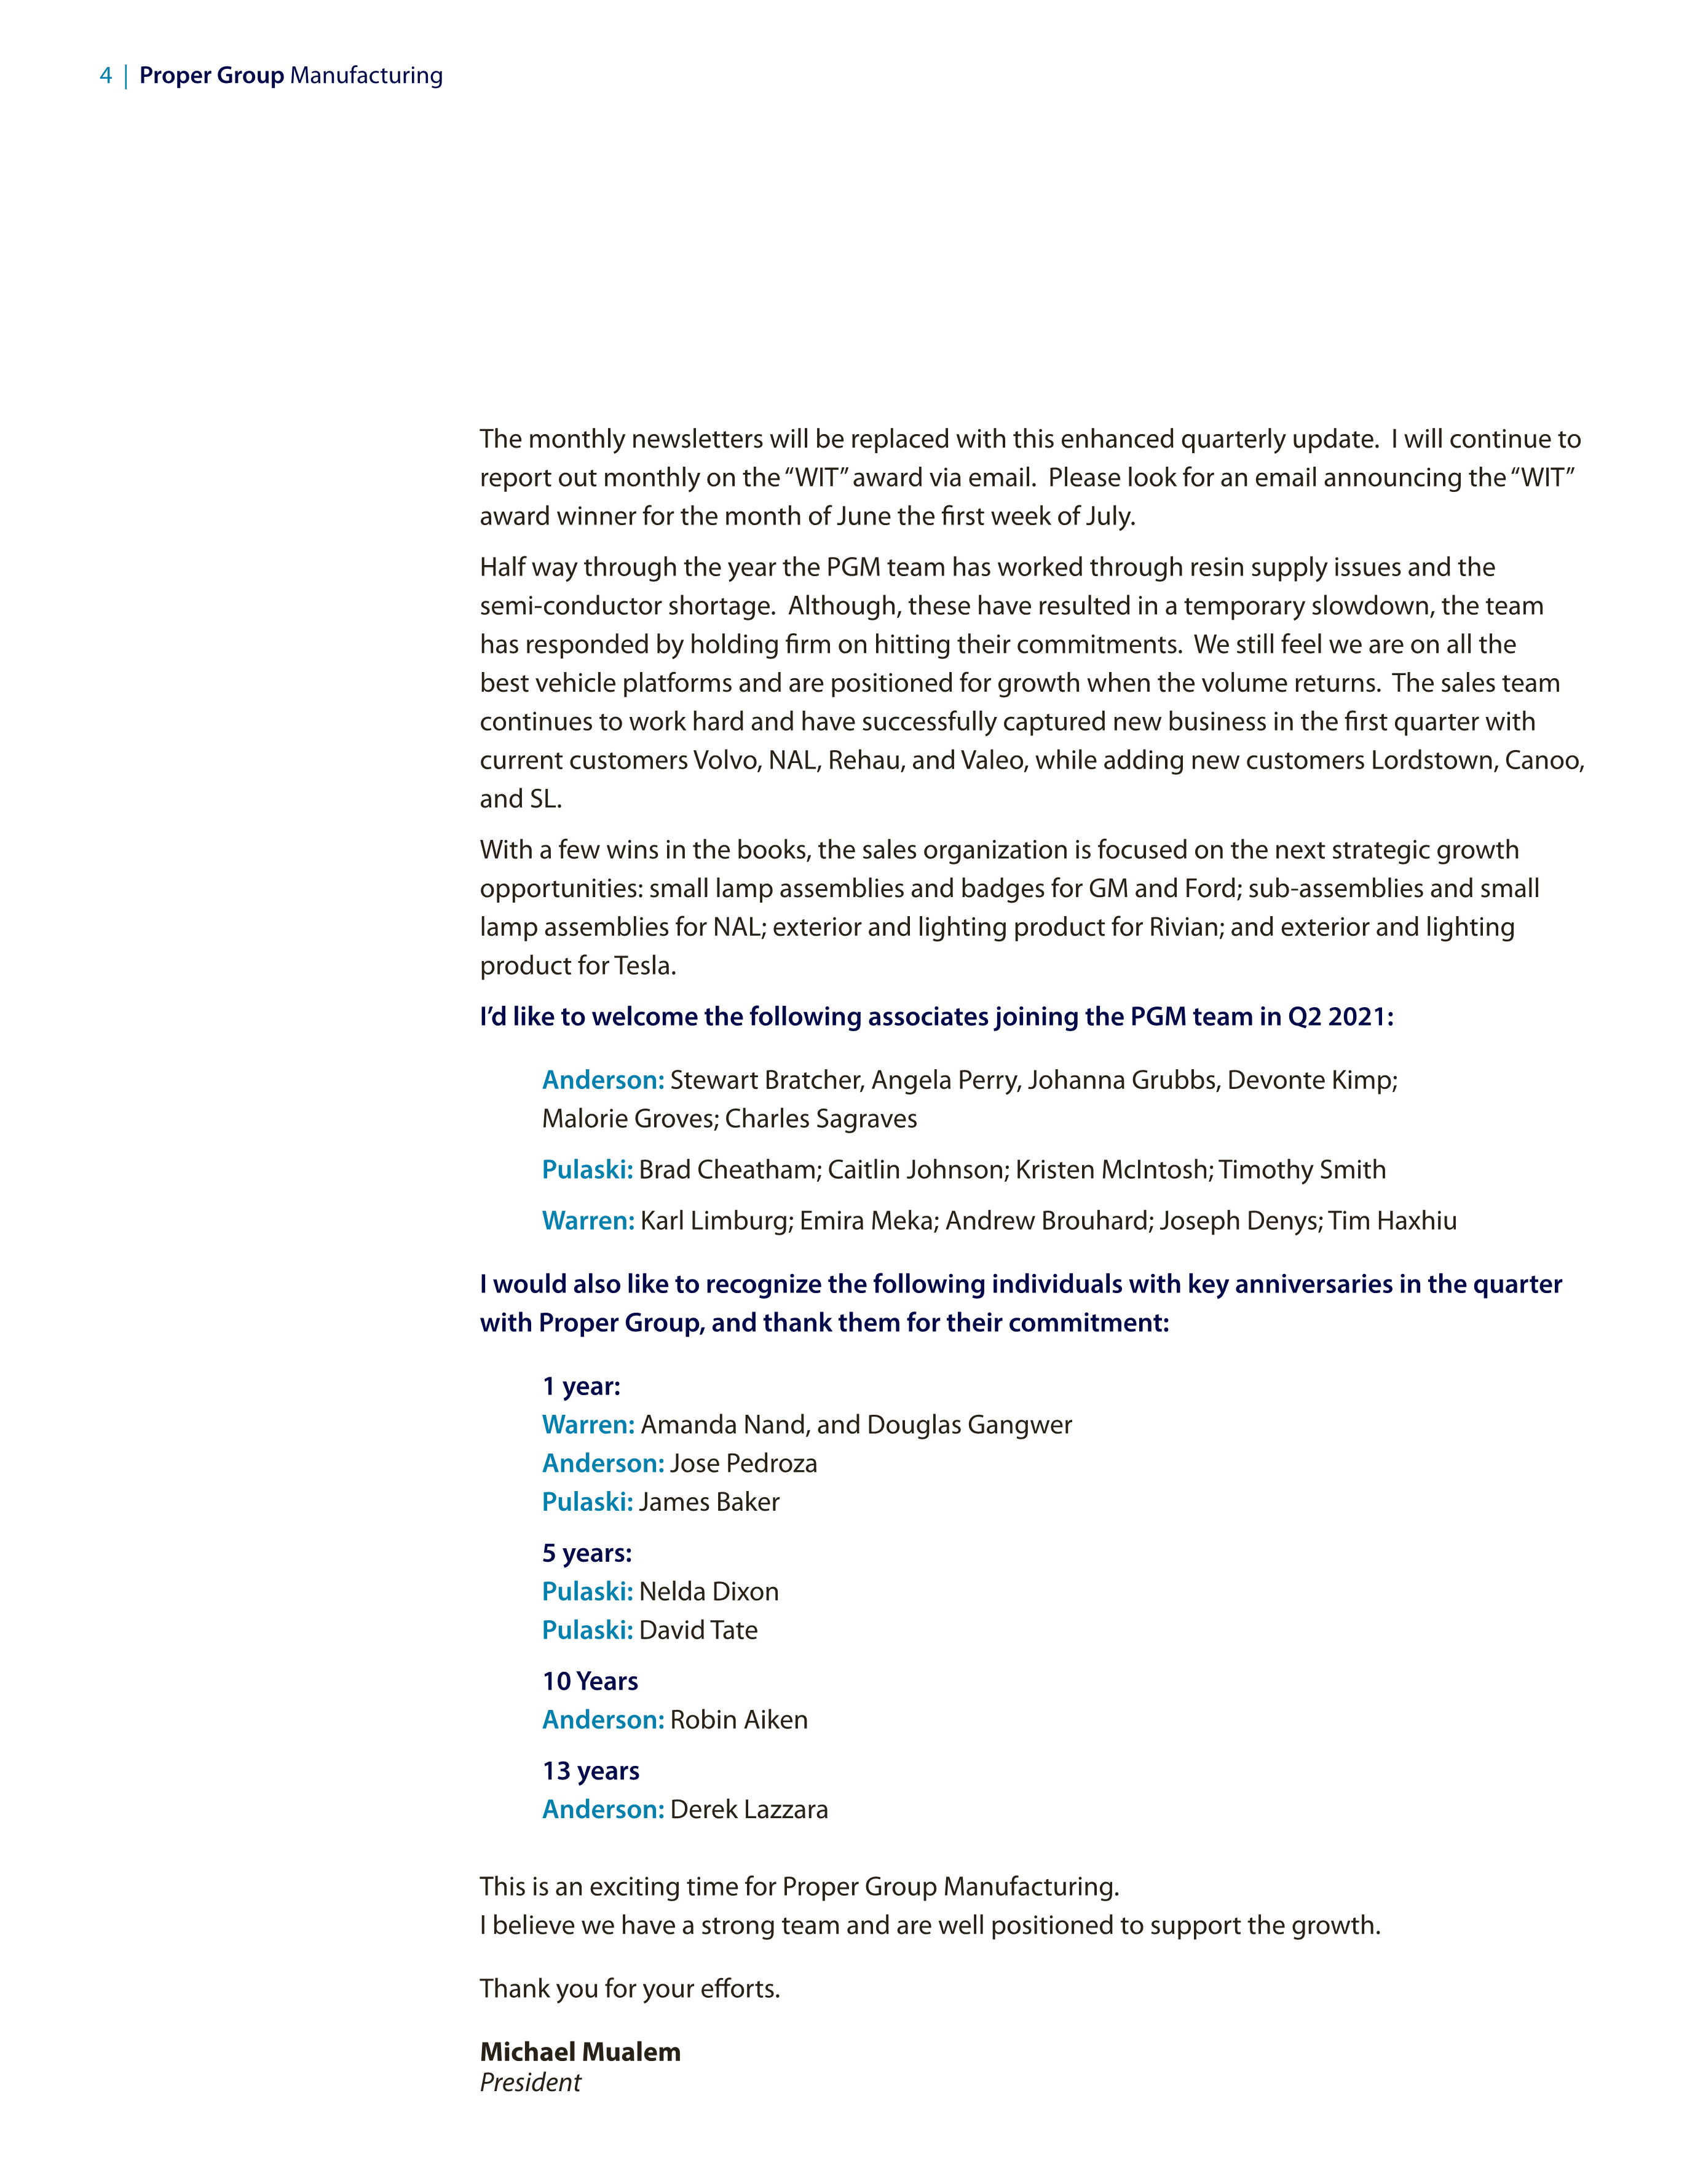 4 | Proper Group Manufacturing
The monthly newsletters will be replaced with this enhanced quarterly update.  I will continue to
report out monthly on the “WIT” award via email.  Please look for an email announcing the “WIT”
award winner for the month of June the first week of July.
Half way through the year the PGM team has worked through resin supply issues and the
semi-conductor shortage.  Although, these have resulted in a temporary slowdown, the team
has responded by holding firm on hitting their commitments.  We still feel we are on all the
best vehicle platforms and are positioned for growth when the volume returns.  The sales team
continues to work hard and have successfully captured new business in the first quarter with
current customers Volvo, NAL, Rehau, and Valeo, while adding new customers Lordstown, Canoo,
and SL.
With a few wins in the books, the sales organization is focused on the next strategic growth
opportunities: small lamp assemblies and badges for GM and Ford; sub-assemblies and small
lamp assemblies for NAL; exterior and lighting product for Rivian; and exterior and lighting
product for Tesla.
I’d like to welcome the following associates joining the PGM team in Q2 2021:
Anderson: Stewart Bratcher, Angela Perry, Johanna Grubbs, Devonte Kimp;
Malorie Groves; Charles Sagraves
Pulaski: Brad Cheatham; Caitlin Johnson; Kristen McIntosh; Timothy Smith
Warren: Karl Limburg; Emira Meka; Andrew Brouhard; Joseph Denys; Tim Haxhiu
I would also like to recognize the following individuals with key anniversaries in the quarter
with Proper Group, and thank them for their commitment:
1 year:
Warren: Amanda Nand, and Douglas Gangwer
Anderson: Jose Pedroza
Pulaski: James Baker
5 years:
Pulaski: Nelda Dixon
Pulaski: David Tate
10 Years
Anderson: Robin Aiken
13 years
Anderson: Derek Lazzara
This is an exciting time for Proper Group Manufacturing.
I believe we have a strong team and are well positioned to support the growth.
Thank you for your efforts.
Michael Mualem
President